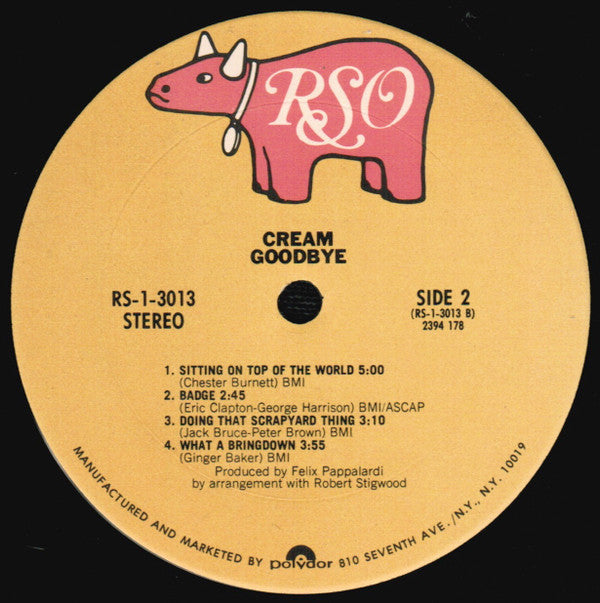 RSO
CREAM
GOODBYE
RS-1-3013
STEREO
SIDE 2
(RS-1-3013 B)
2394 178
1. SITTING ON TOP OF THE WORLD 5:00
(Chester Burnett) BMI
2. BADGE 2:45
(Eric Clapton-George Harrison) BMI/ASCAP
3. DOING THAT SCRAPYARD THING 3:10
(Jack Bruce-Peter Brown) BMI
4. WHAT A BRINGDOWN 3:55
(Ginger Baker) BMI
Produced by Felix Pappalardi
by arrangement with Robert Stigwood
MANUFACTURED AND MARKETED BY polydor 810 SEVENTH AVE./N.Y., N.Y. 10019